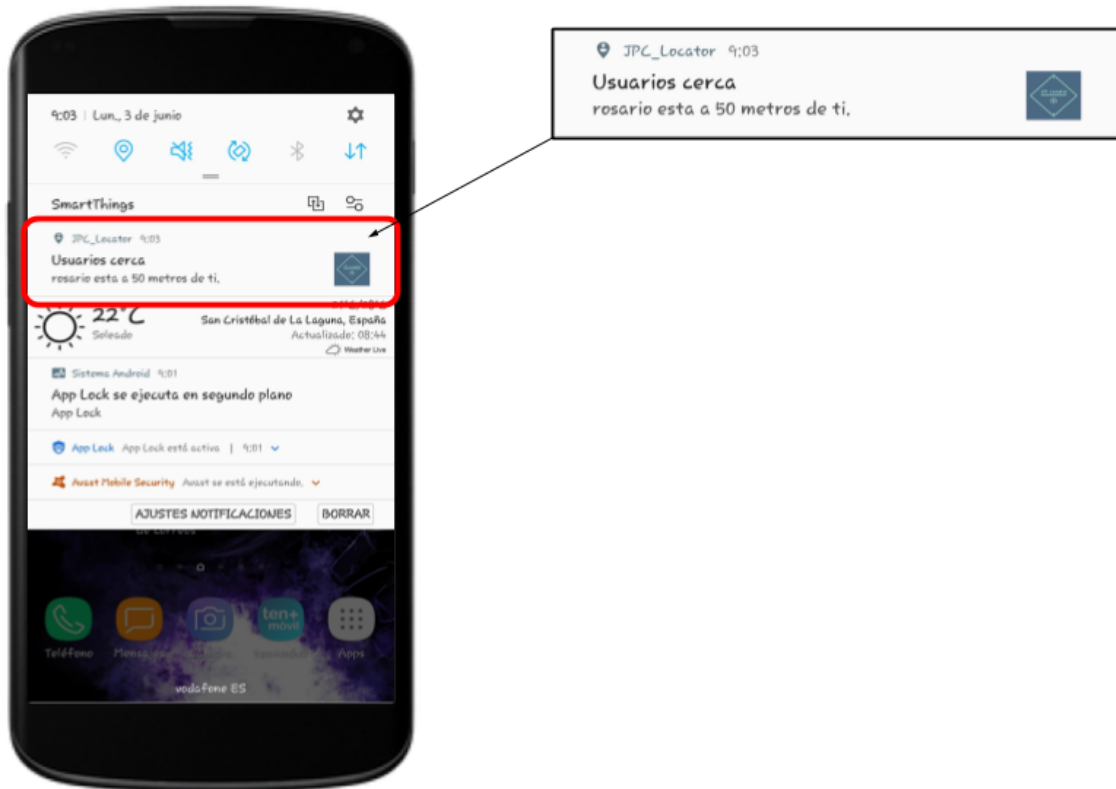 9:03 | Lun., 3 de junio
SmartThings
JPC_Locator 9:03
Usuarios cerca
rosario esta a 50 metros de ti.
22°C
Soleado
San Cristóbal de La Laguna, España
Actualizado: 08:44
Weather Live
Sistema Android 9:01
App Lock se ejecuta en segundo plano
App Lock
App Lock App Lock está activa | 9:01
Avast Mobile Security Avast se está ejecutando.
AJUSTES NOTIFICACIONES BORRAR
ten+
móvil
Teléfono Mensajes Apps
vodafone ES
JPC_Locator 9:03
Usuarios cerca
rosario esta a 50 metros de ti.